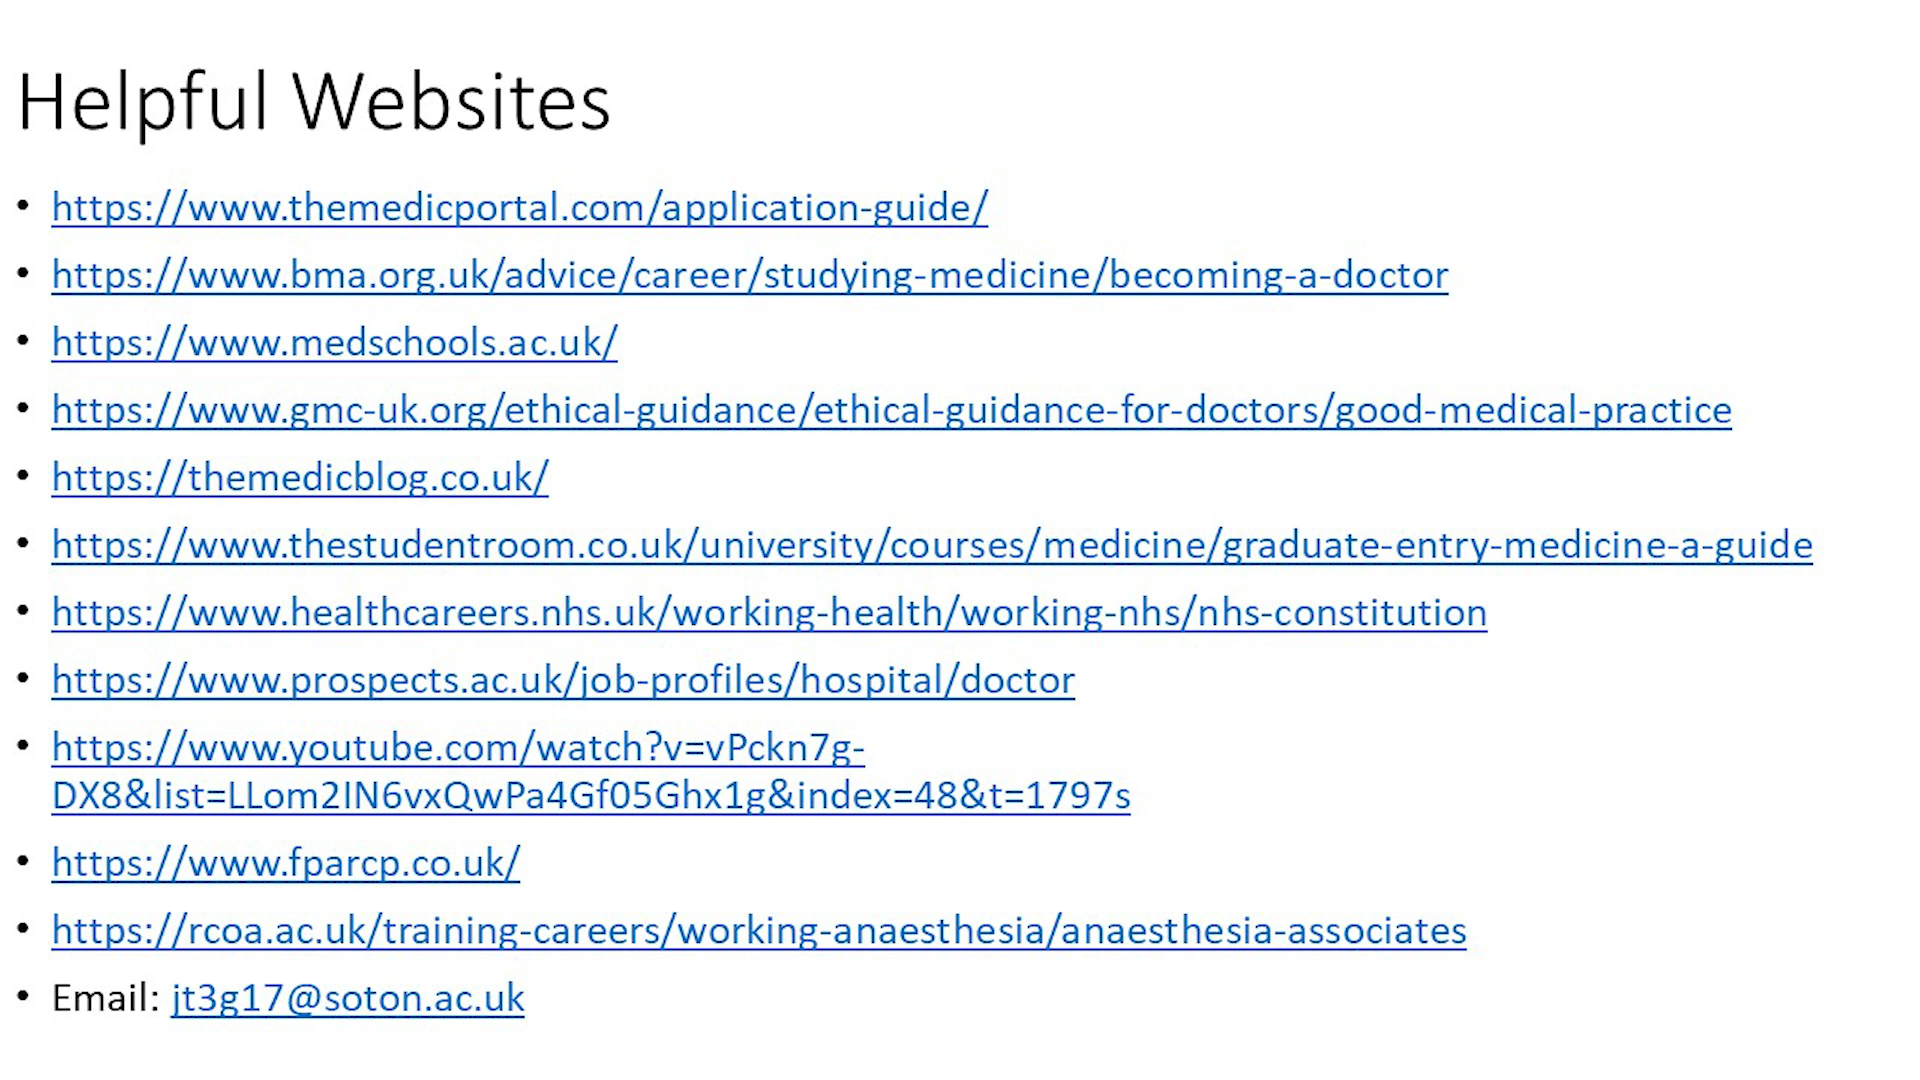 Helpful Websites
• https://www.themedicportal.com/application-guide/
• https://www.bma.org.uk/advice/career/studying-medicine/becoming-a-doctor
• https://www.medschools.ac.uk/
• https://www.gmc-uk.org/ethical-guidance/ethical-guidance-for-doctors/good-medical-practice
• https://themedicblog.co.uk/
• https://www.thestudentroom.co.uk/university/courses/medicine/graduate-entry-medicine-a-guide
• https://www.healthcareers.nhs.uk/working-health/working-nhs/nhs-constitution
• https://www.prospects.ac.uk/job-profiles/hospital/doctor
• https://www.youtube.com/watch?v=vPckn7g-
DX8&list=LLom2IN6vxQwPa4Gf05Ghx1g&index=48&t=1797s
• https://www.fparcp.co.uk/
• https://rcoa.ac.uk/training-careers/working-anaesthesia/anaesthesia-associates
• Email: jt3g17@soton.ac.uk